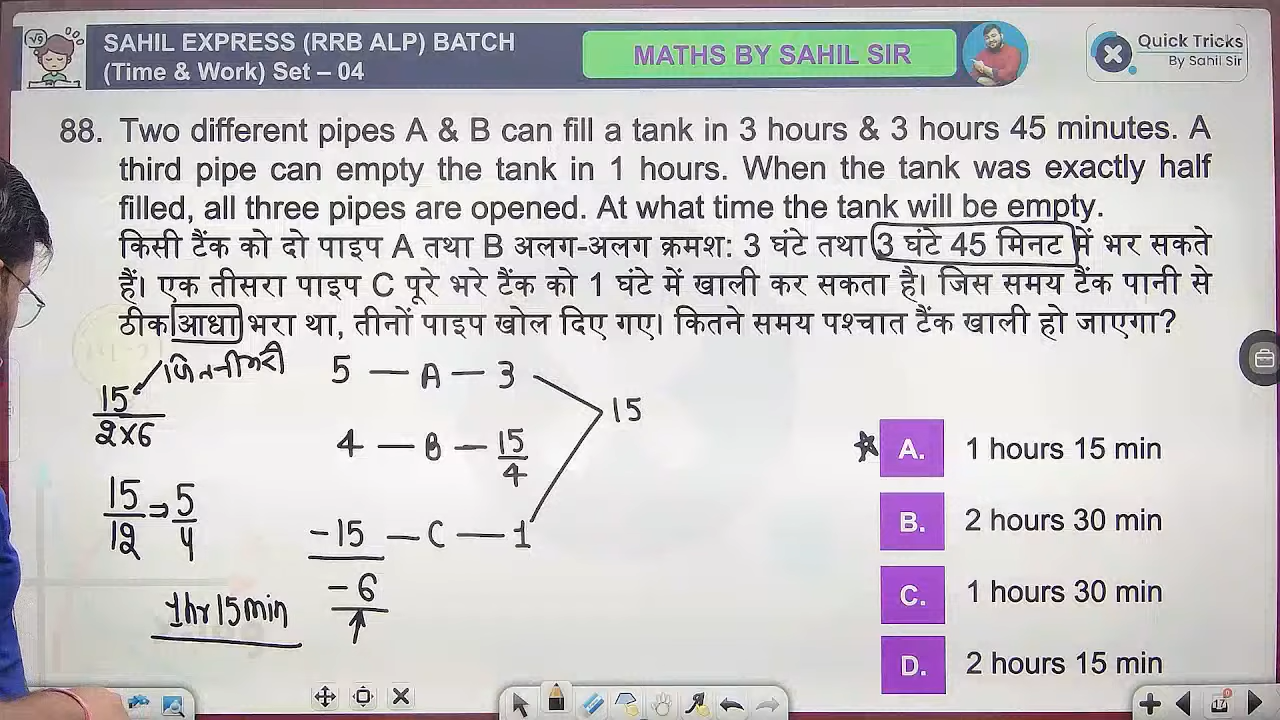 SAHIL EXPRESS (RRB ALP) BATCH
(Time & Work) Set – 04
MATHS BY SAHIL SIR
Quick Tricks
By Sahil Sir
88. Two different pipes A & B can fill a tank in 3 hours & 3 hours 45 minutes. A
third pipe can empty the tank in 1 hours. When the tank was exactly half
filled, all three pipes are opened. At what time the tank will be empty.
किसी टैंक को दो पाइप A तथा B अलग-अलग क्रमश: 3 घंटे तथा 3 घंटे 45 मिनट में भर सकते
हैं। एक तीसरा पाइप C पूरे भरे टैंक को 1 घंटे में खाली कर सकता है। जिस समय टैंक पानी से
ठीक आधा भरा था, तीनों पाइप खोल दिए गए। कितने समय पश्चात टैंक खाली हो जाएगा?
15
2×6
15/12 ⇒ 5/4
1hr 15min
5 — A — 3
15
4 — B — 15/4
-15 — C — 1
-6
A. 1 hours 15 min
B. 2 hours 30 min
C. 1 hours 30 min
D. 2 hours 15 min